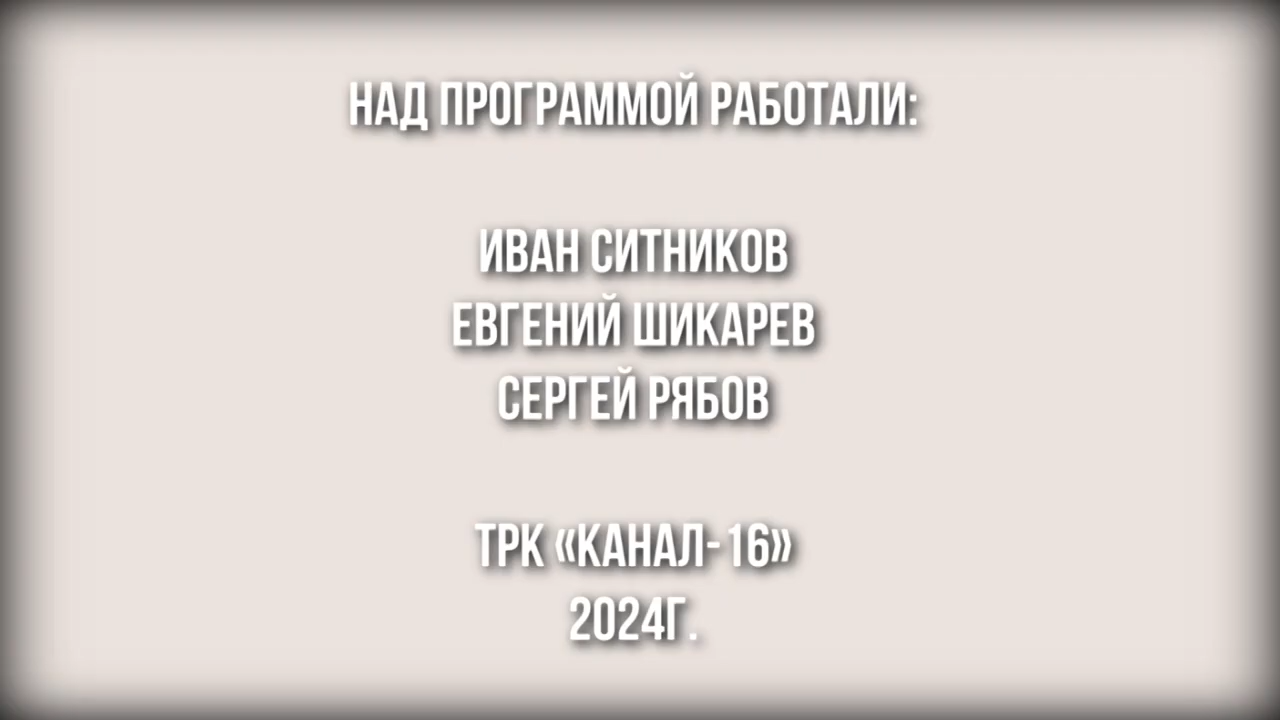 НАД ПРОГРАММОЙ РАБОТАЛИ:
ИВАН СИТНИКОВ
ЕВГЕНИЙ ШИКАРЕВ
СЕРГЕЙ РЯБОВ
ТРК «КАНАЛ-16»
2024Г.